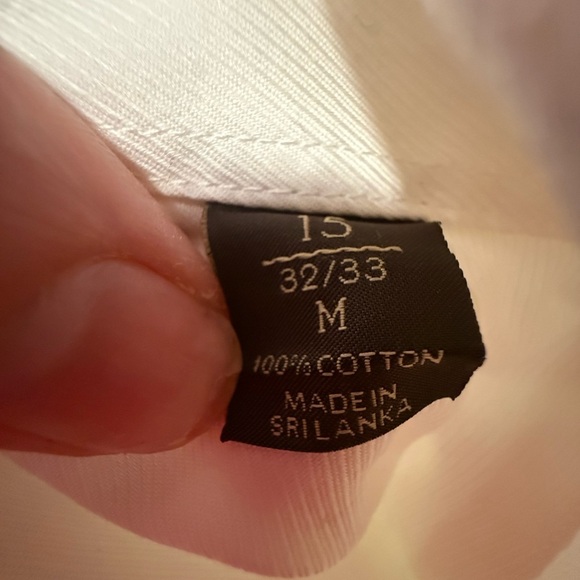 15
32/33
M
100% COTTON
MADE IN
SRI LANKA